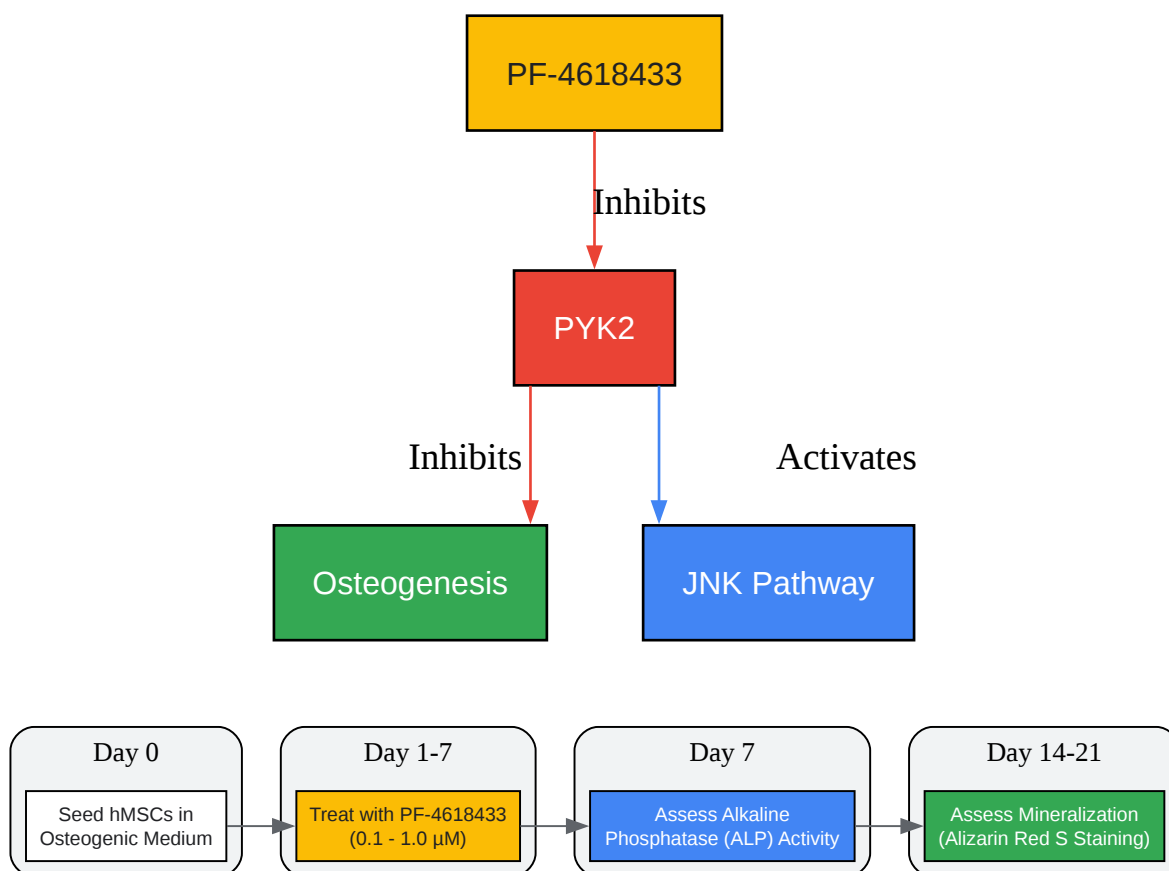 PF-4618433
Inhibits
PYK2
Inhibits
Activates
Osteogenesis
JNK Pathway
Day 0
Seed hMSCs in
Osteogenic Medium
Day 1-7
Treat with PF-4618433
(0.1 - 1.0 µM)
Day 7
Assess Alkaline
Phosphatase (ALP) Activity
Day 14-21
Assess Mineralization
(Alizarin Red S Staining)